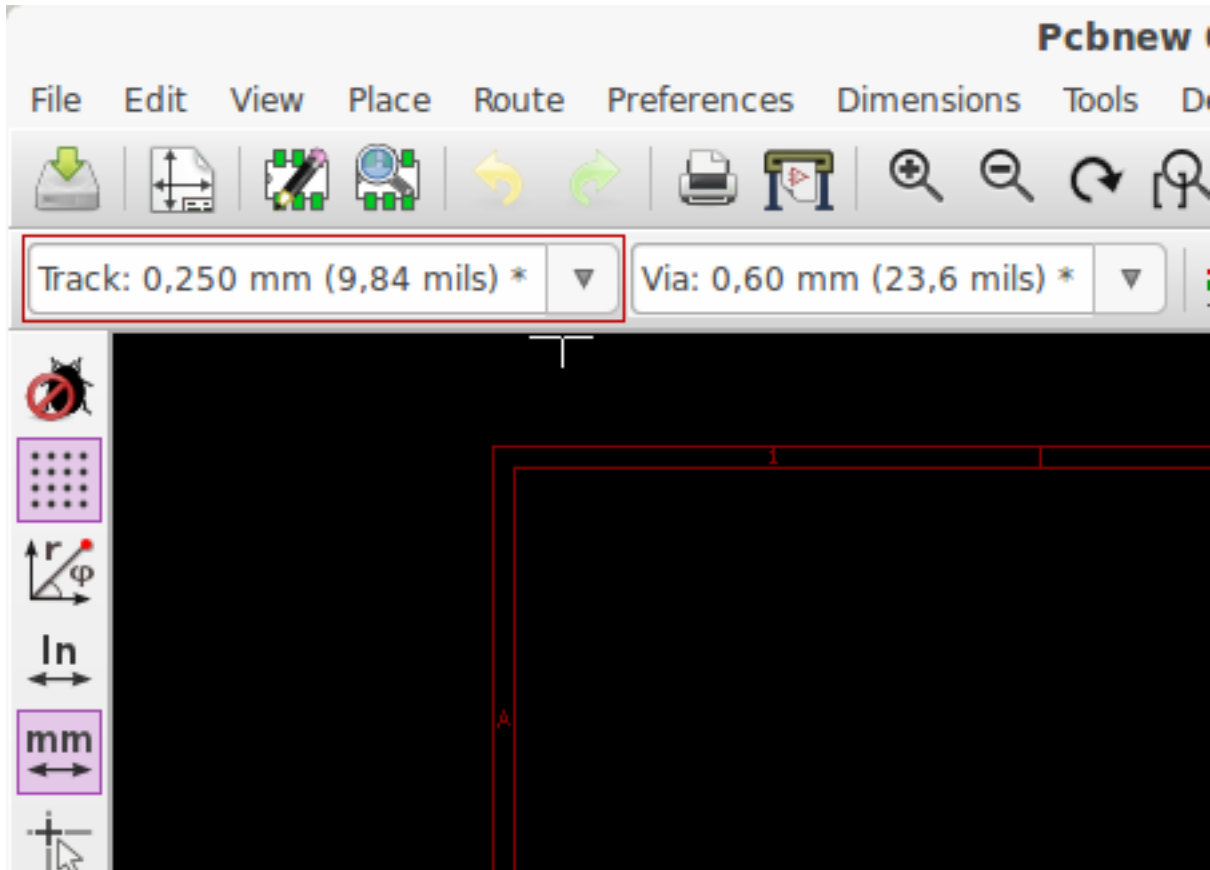 Pcbnew
File Edit View Place Route Preferences Dimensions Tools
Track: 0,250 mm (9,84 mils) * Via: 0,60 mm (23,6 mils) *
1
r
φ
In
A
mm